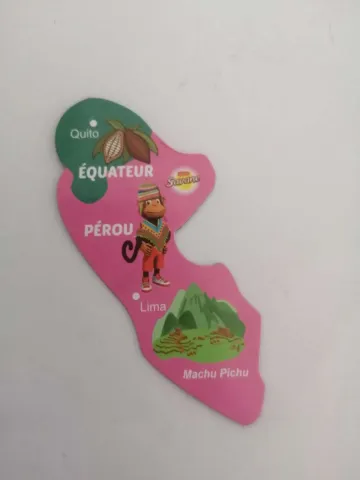 Quito
ÉQUATEUR
Savane
PÉROU
Lima
Machu Pichu